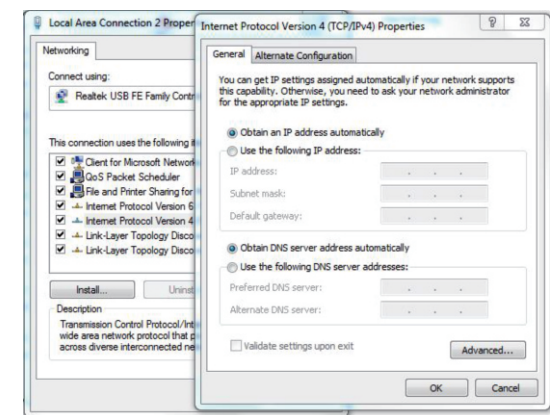 Local Area Connection 2 Proper
Networking
Connect using:
Realtek USB FE Family Contr
This connection uses the following
Client for Microsoft Network
QoS Packet Scheduler
File and Printer Sharing for
Internet Protocol Version 6
Internet Protocol Version 4
Link-Layer Topology Disco
Link-Layer Topology Disco
Install...
Uninst
Description
Transmission Control Protocol/Int
wide area network protocol that p
across diverse interconnected ne
Internet Protocol Version 4 (TCP/IPv4) Properties
General
Alternate Configuration
You can get IP settings assigned automatically if your network supports
this capability. Otherwise, you need to ask your network administrator
for the appropriate IP settings.
Obtain an IP address automatically
Use the following IP address:
IP address:
Subnet mask:
Default gateway:
Obtain DNS server address automatically
Use the following DNS server addresses:
Preferred DNS server:
Alternate DNS server:
Validate settings upon exit
Advanced...
OK
Cancel